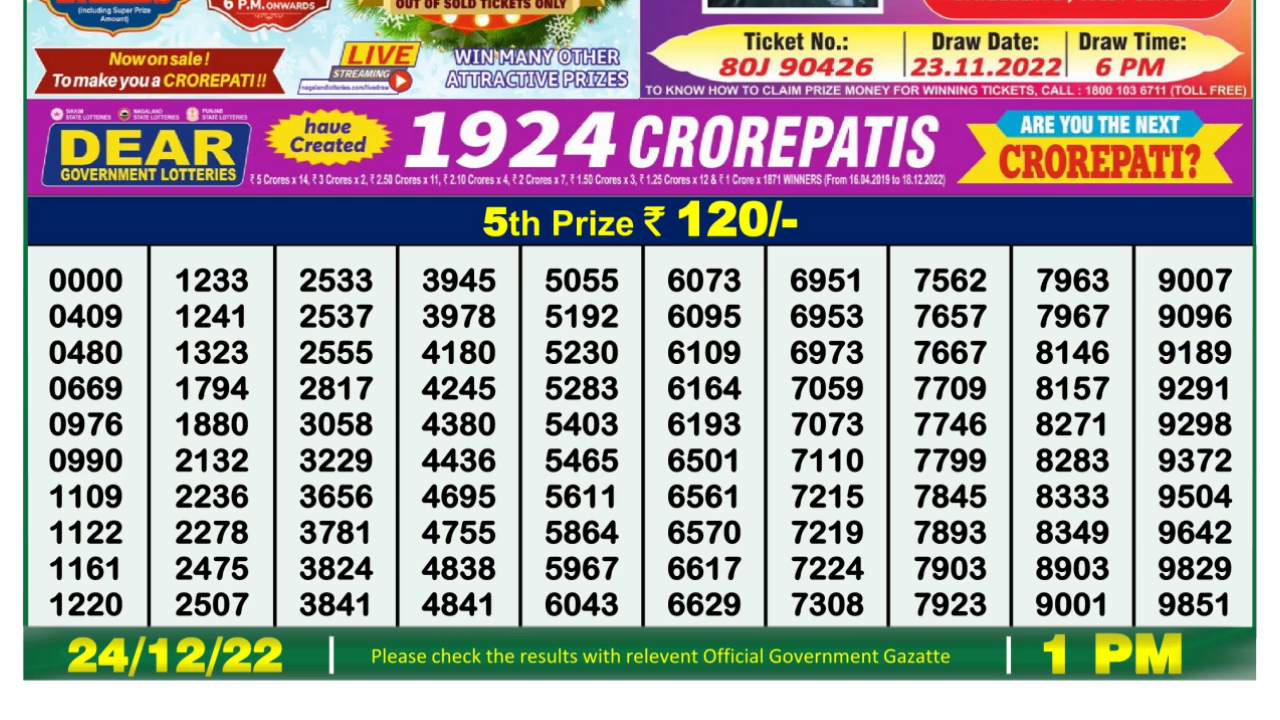 (Including Super Prize
Amount)
6 P.M. ONWARDS
OUT OF SOLD TICKETS ONLY
Now on sale !
To make you a CROREPATI !!
LIVE
STREAMING
nagalandlotteries.com/livedraw
WIN MANY OTHER
ATTRACTIVE PRIZES
Ticket No.: Draw Date: Draw Time:
80J 90426 23.11.2022 6 PM
TO KNOW HOW TO CLAIM PRIZE MONEY FOR WINNING TICKETS, CALL : 1800 103 6711 (TOLL FREE)
SIKKIM STATE LOTTERIES NAGALAND STATE LOTTERIES PUNJAB STATE LOTTERIES
DEAR
GOVERNMENT LOTTERIES
have
Created
1924 CROREPATIS
₹ 5 Crores x 14, ₹ 3 Crores x 2, ₹ 2.50 Crores x 11, ₹ 2.10 Crores x 4, ₹ 2 Crores x 7, ₹ 1.50 Crores x 3, ₹ 1.25 Crores x 12 & ₹ 1 Crore x 1871 WINNERS (From 16.04.2019 to 18.12.2022)
ARE YOU THE NEXT
CROREPATI?
5th Prize ₹ 120/-
0000 1233 2533 3945 5055 6073 6951 7562 7963 9007
0409 1241 2537 3978 5192 6095 6953 7657 7967 9096
0480 1323 2555 4180 5230 6109 6973 7667 8146 9189
0669 1794 2817 4245 5283 6164 7059 7709 8157 9291
0976 1880 3058 4380 5403 6193 7073 7746 8271 9298
0990 2132 3229 4436 5465 6501 7110 7799 8283 9372
1109 2236 3656 4695 5611 6561 7215 7845 8333 9504
1122 2278 3781 4755 5864 6570 7219 7893 8349 9642
1161 2475 3824 4838 5967 6617 7224 7903 8903 9829
1220 2507 3841 4841 6043 6629 7308 7923 9001 9851
24/12/22 Please check the results with relevent Official Government Gazatte 1 PM